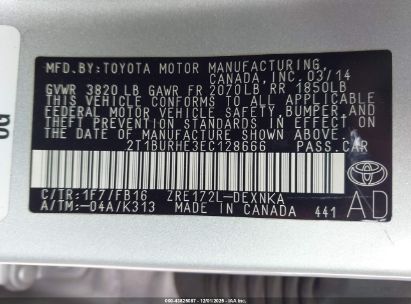 MFD.BY:TOYOTA MOTOR MANUFACTURING,
CANADA,INC. 03/14
GVWR 3820 LB GAWR FR 2070LB RR 1850LB
THIS VEHICLE CONFORMS TO ALL APPLICABLE
FEDERAL MOTOR VEHICLE SAFETY, BUMPER, AND
THEFT PREVENTION STANDARDS IN EFFECT ON
THE DATE OF MANUFACTURE SHOWN ABOVE.
2T1BURHE3EC128666 PASS.CAR
C/TR:1F7/FB16 ZRE172L-DEXNKA
A/TM:-04A/K313 MADE IN CANADA 441
AD